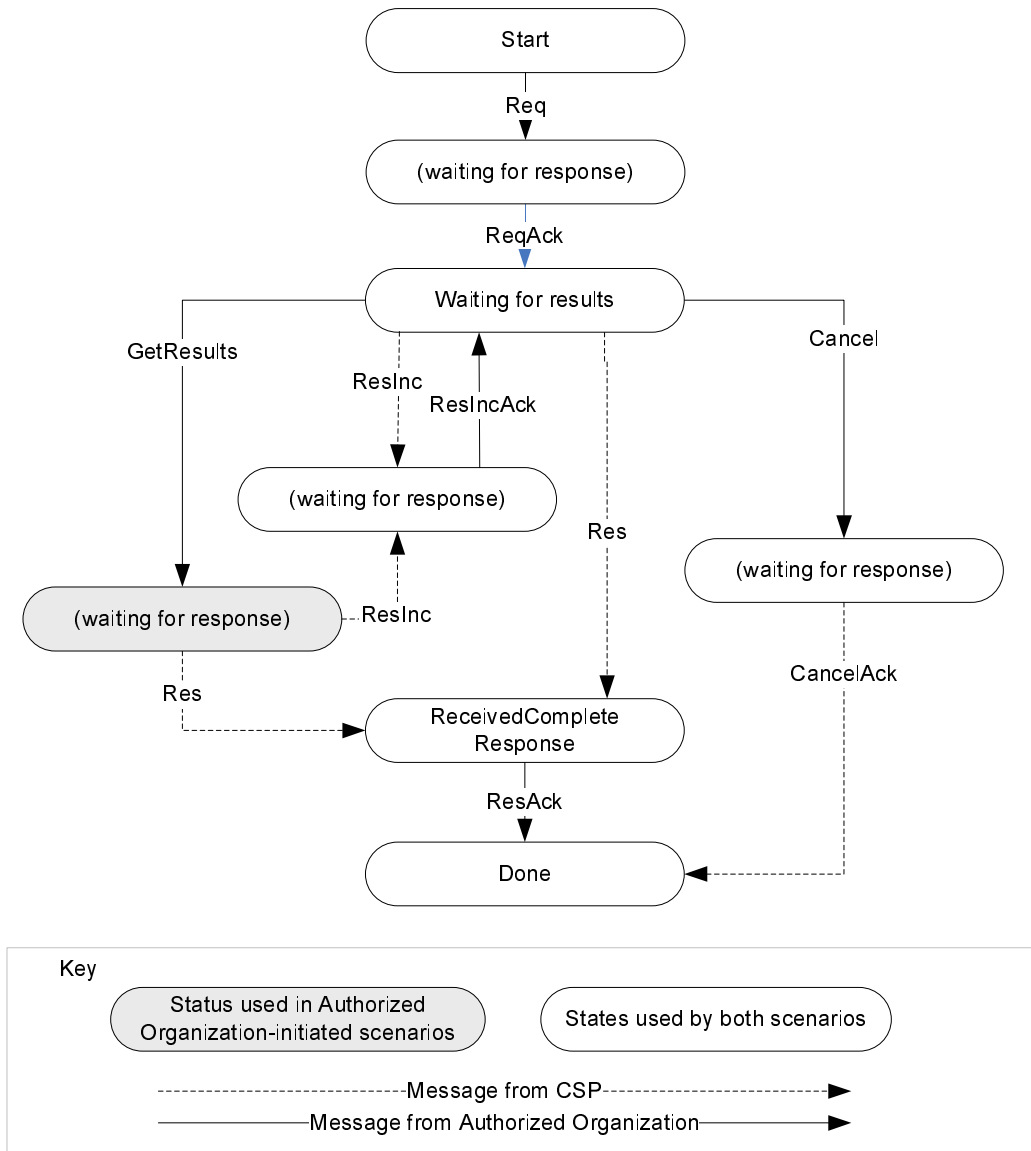 Start
Req
(waiting for response)
ReqAck
Waiting for results
GetResults
Cancel
ResInc
ResIncAck
(waiting for response)
Res
(waiting for response)
(waiting for response)
ResInc
CancelAck
Res
ReceivedComplete
Response
ResAck
Done
Key
Status used in Authorized
Organization-initiated scenarios
States used by both scenarios
Message from CSP
Message from Authorized Organization